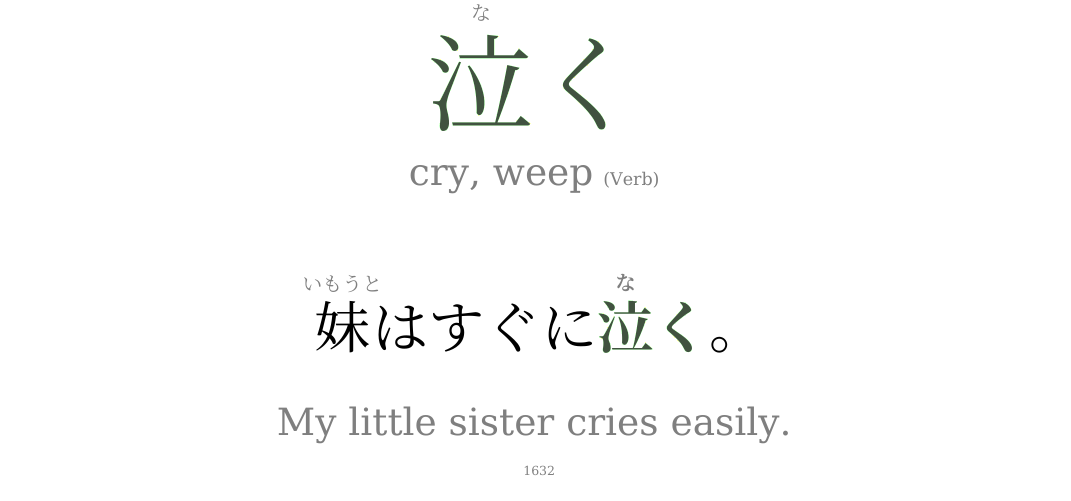 な
泣く
cry, weep (Verb)
いもうと な
妹はすぐに泣く。
My little sister cries easily.
1632